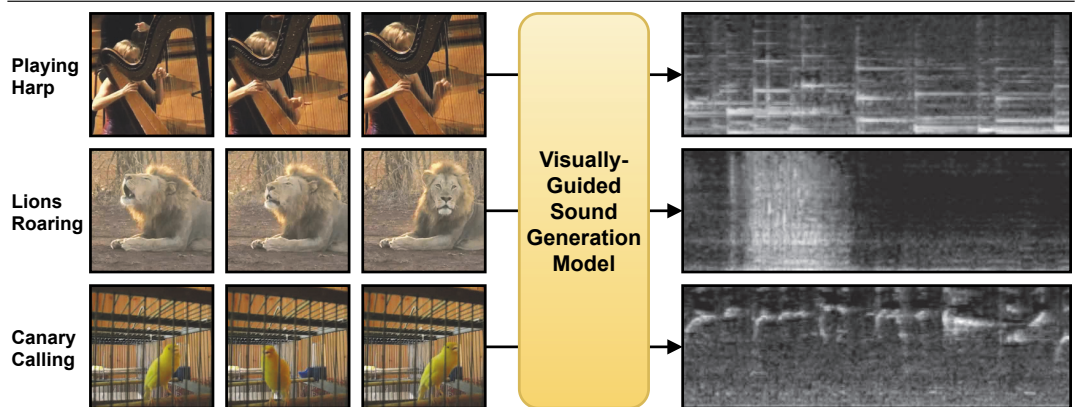 Playing
Harp
Lions
Roaring
Canary
Calling
Visually-
Guided
Sound
Generation
Model